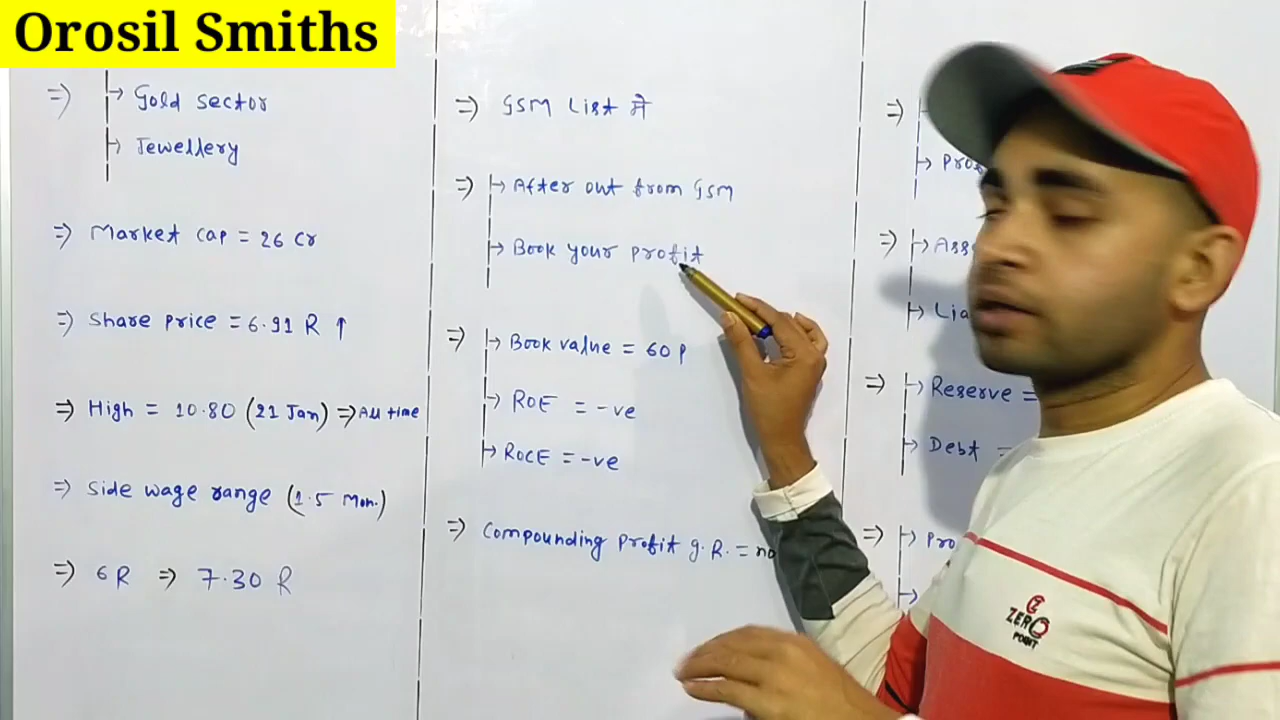 Orosil Smiths
⇒ Gold sector
Jewellery
⇒ Market cap = 26 Cr
⇒ Share price = 6.91 R ↑
⇒ High = 10.80 (21 Jan) ⇒ All time
⇒ Side wage range (1.5 Mon.)
⇒ 6R ⇒ 7.30 R
⇒ GSM List में
⇒ After out from GSM
Book your profit
⇒ Book value = 60 P
ROE = -ve
ROCE = -ve
⇒ Compounding profit g.R. = no
⇒
⇒
⇒ Reserve =
Debt =
⇒
ZERO
POINT